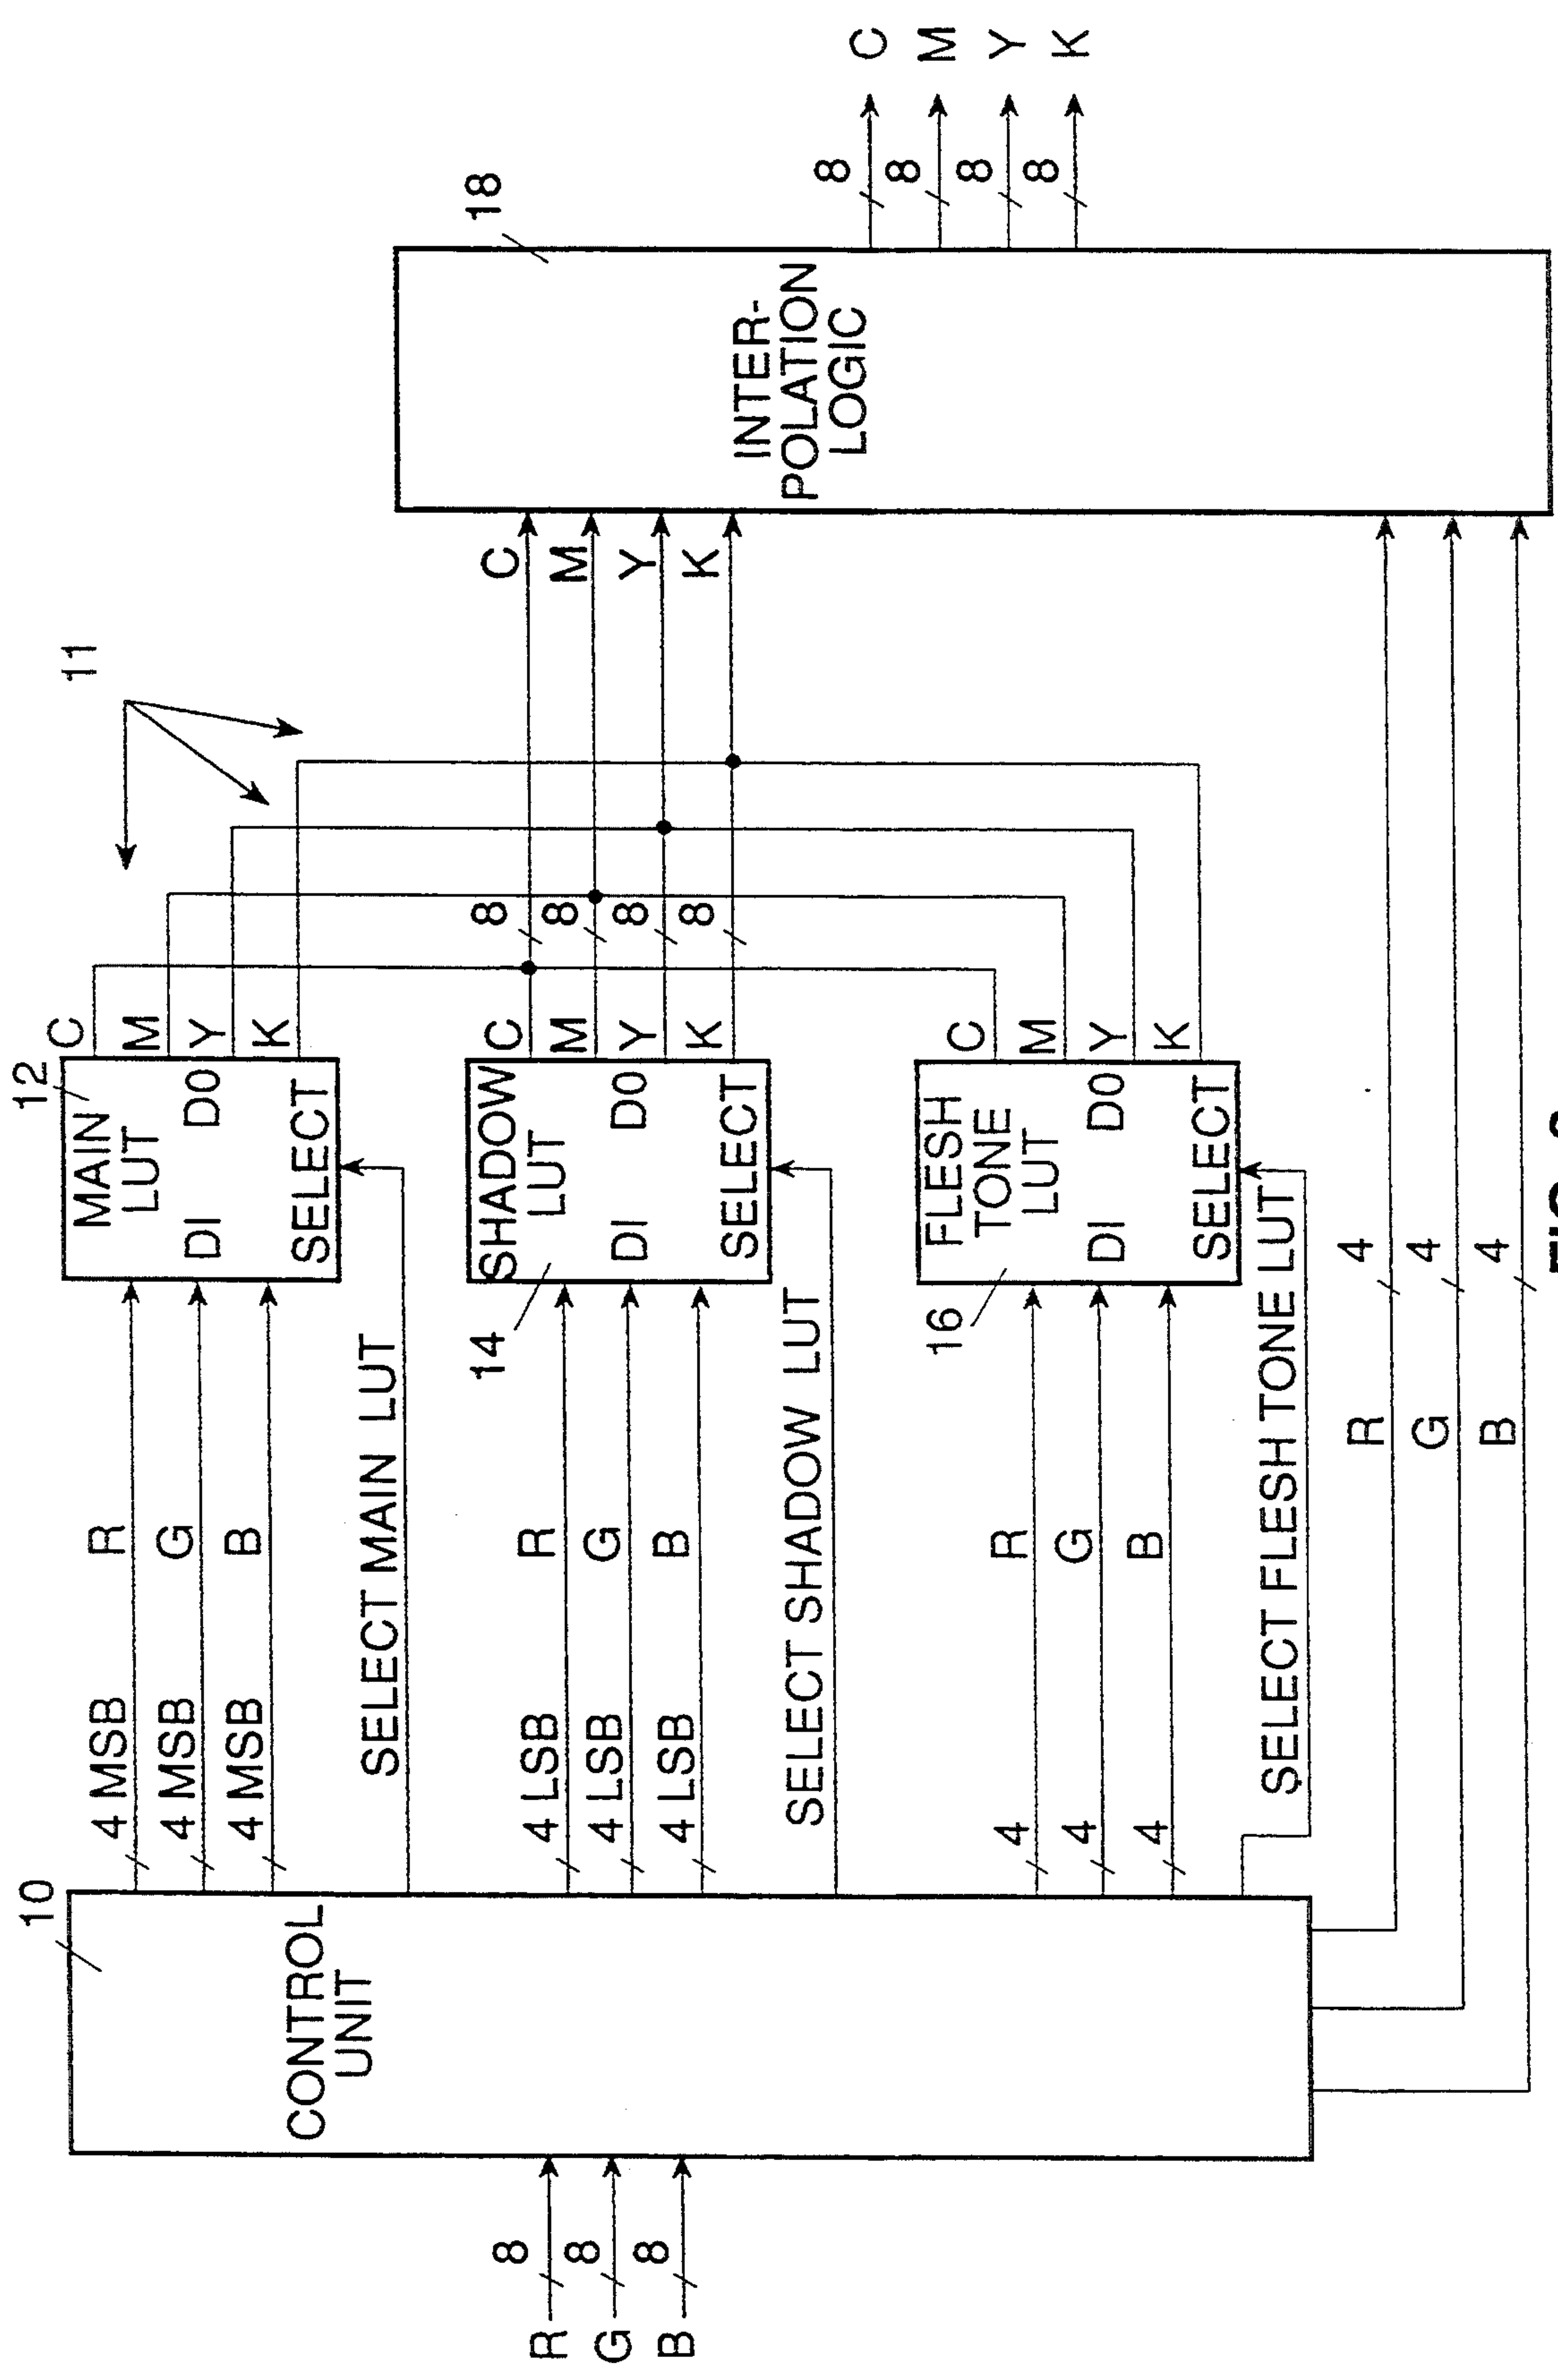 10
CONTROL
UNIT
R
8
G
8
B
8
4 MSB
R
4 MSB
G
4 MSB
B
SELECT MAIN LUT
12
MAIN
LUT
DI
D0
SELECT
C
M
Y
K
4 LSB
R
4 LSB
G
4 LSB
B
SELECT SHADOW LUT
14
SHADOW
LUT
DI
D0
SELECT
C
M
Y
K
8
8
8
8
11
4
R
4
G
4
B
SELECT FLESH TONE LUT
16
FLESH
TONE
LUT
DI
D0
SELECT
C
M
Y
K
R
4
G
4
B
4
C
M
Y
K
18
INTER-
POLATION
LOGIC
8
C
8
M
8
Y
8
K